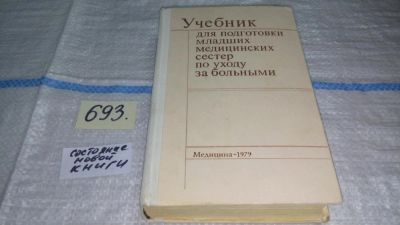 Учебник
для подготовки
младших
медицинских
сестер
по уходу
за больными
Медицина-1979
693.
состояние
новой
книги